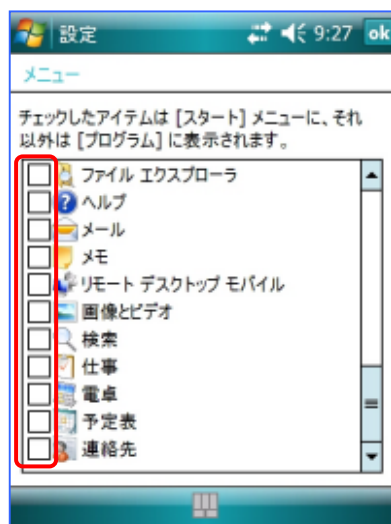 設定 9:27 ok
メニュー
チェックしたアイテムは [スタート] メニューに、それ
以外は [プログラム] に表示されます。
ファイル エクスプローラ
ヘルプ
メール
メモ
リモート デスクトップ モバイル
画像とビデオ
検索
仕事
電卓
予定表
連絡先